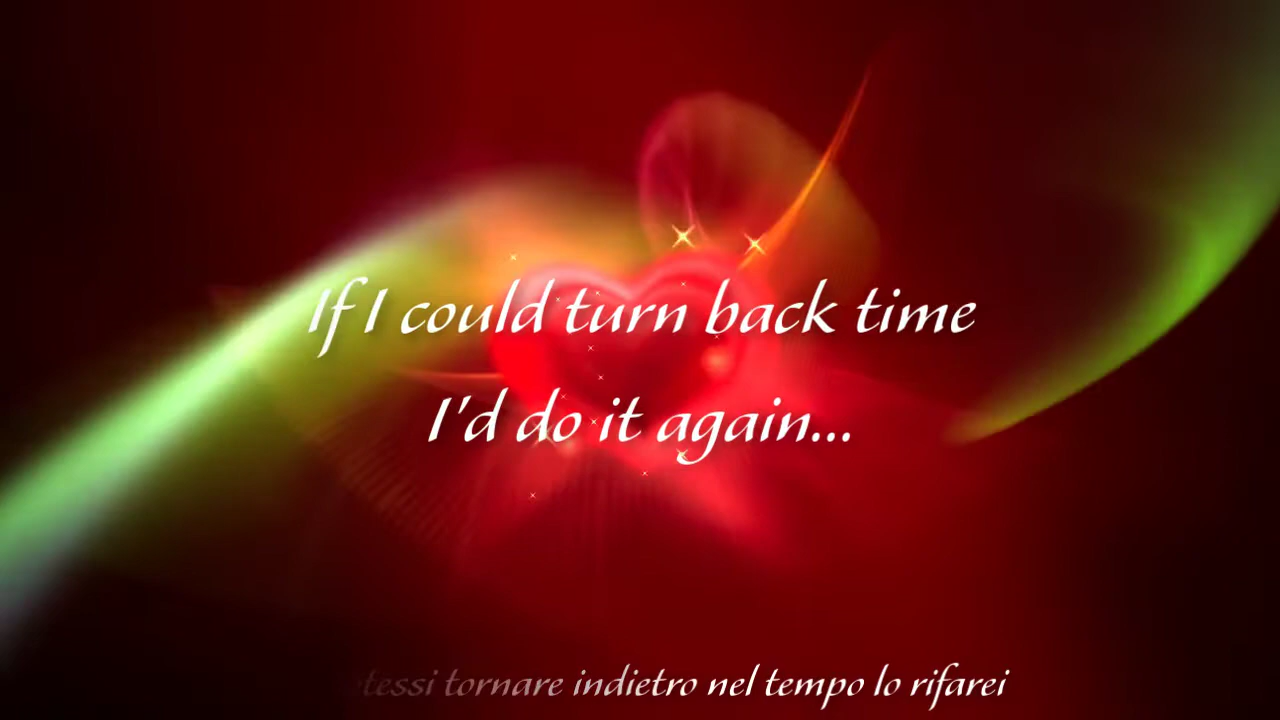 If I could turn back time
I'd do it again...
tornare indietro nel tempo lo rifarei